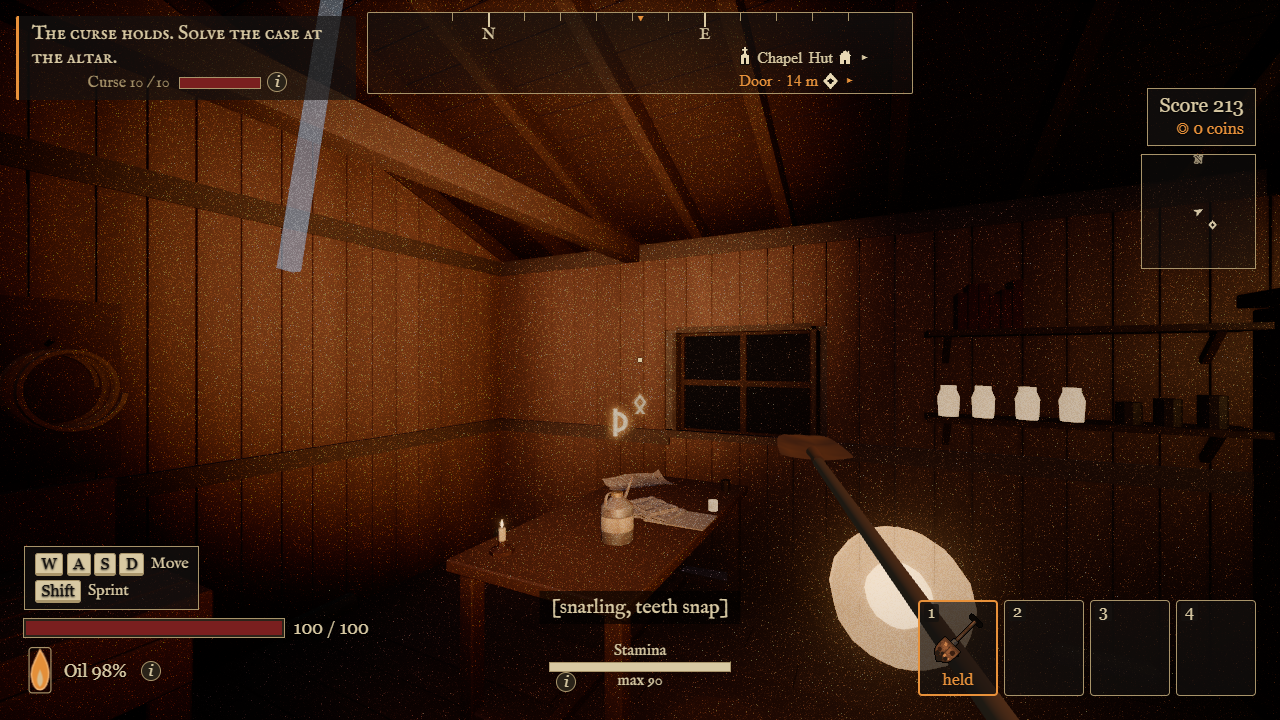 The curse holds. Solve the case at
the altar.
Curse 10/10 i
N E
Chapel Hut
Door · 14 m
Score 213
0 coins
N
þ ᛟ
W A S D Move
Shift Sprint
100 / 100
Oil 98% i
[snarling, teeth snap]
Stamina
i max 90
1 2 3 4
held